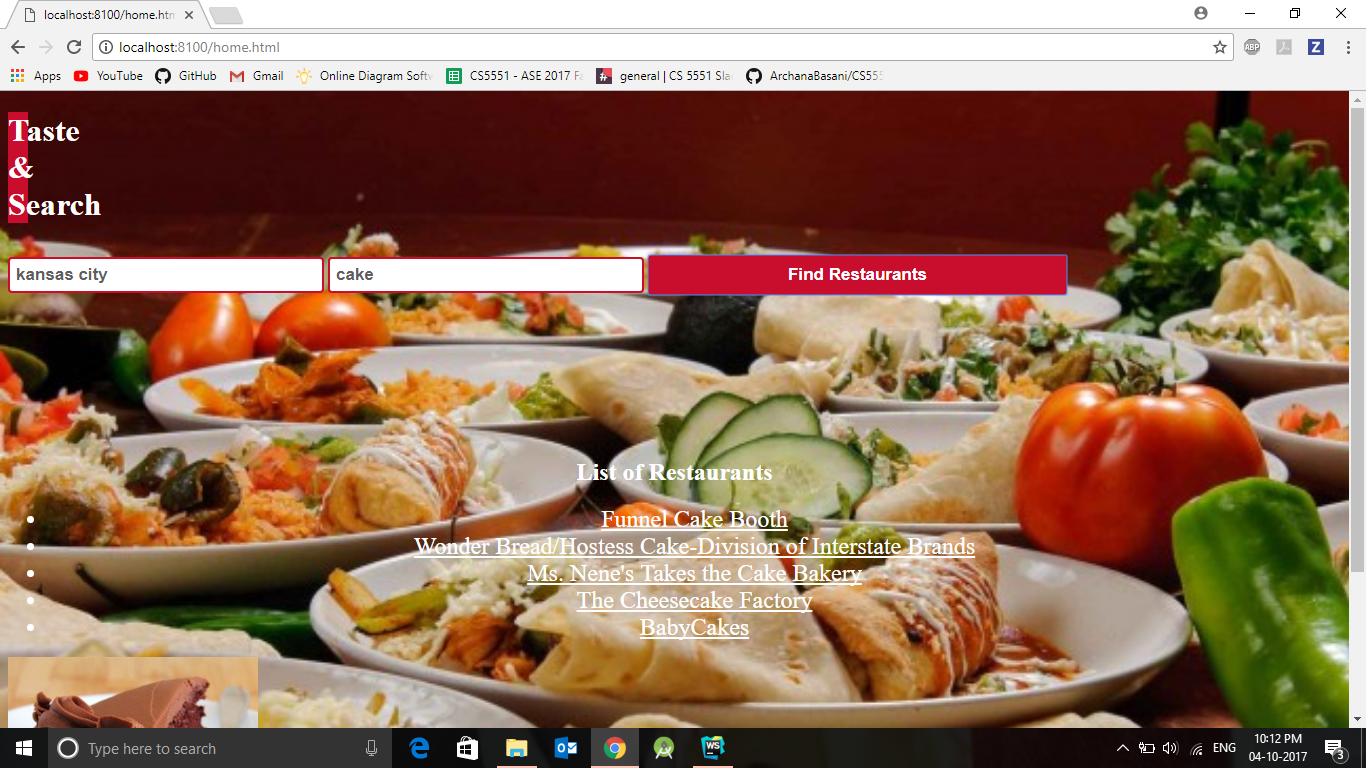 localhost:8100/home.htm
localhost:8100/home.html
ABP
Z
Apps
YouTube
GitHub
Gmail
Online Diagram Softw
CS5551 - ASE 2017 Fa
general | CS 5551 Slac
ArchanaBasani/CS555
Taste
&
Search
kansas city
cake
Find Restaurants
List of Restaurants
Funnel Cake Booth
Wonder Bread/Hostess Cake-Division of Interstate Brands
Ms. Nene's Takes the Cake Bakery
The Cheesecake Factory
BabyCakes
Type here to search
WS
ENG
10:12 PM
04-10-2017
3